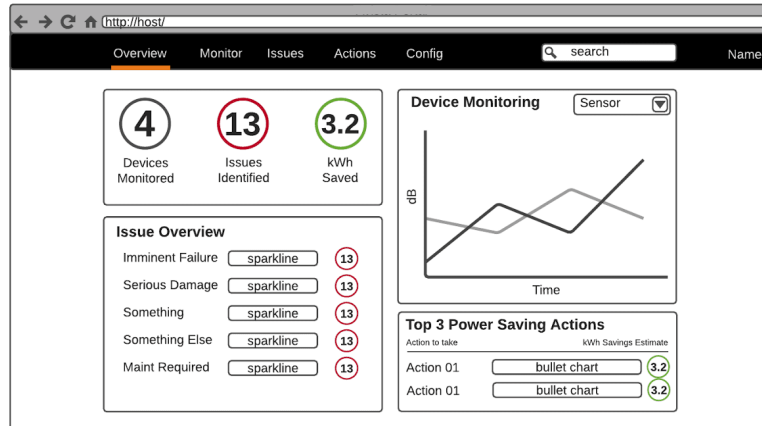 http://host/
Overview Monitor Issues Actions Config search Name
4 13 3.2
Devices Monitored
Issues Identified
kWh Saved
Issue Overview
Imminent Failure sparkline 13
Serious Damage sparkline 13
Something sparkline 13
Something Else sparkline 13
Maint Required sparkline 13
Device Monitoring Sensor
dB
Time
Top 3 Power Saving Actions
Action to take kWh Savings Estimate
Action 01 bullet chart 3.2
Action 01 bullet chart 3.2